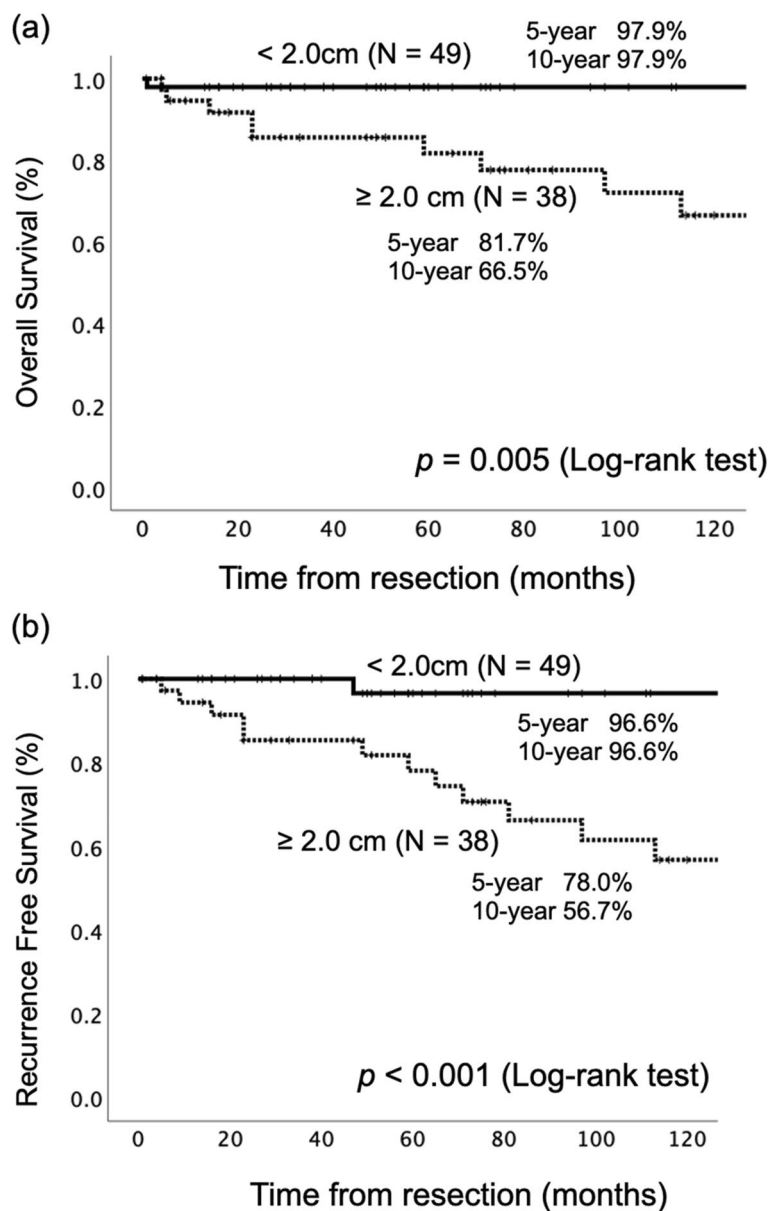 (a)
5-year 97.9%
10-year 97.9%
< 2.0cm (N = 49)
1.0
0.8
≥ 2.0 cm (N = 38)
5-year 81.7%
10-year 66.5%
0.6
0.4
0.2
0.0
Overall Survival (%)
p = 0.005 (Log-rank test)
0 20 40 60 80 100 120
Time from resection (months)
(b)
< 2.0cm (N = 49)
1.0
5-year 96.6%
10-year 96.6%
0.8
≥ 2.0 cm (N = 38)
5-year 78.0%
10-year 56.7%
0.6
0.4
0.2
0.0
Recurrence Free Survival (%)
p < 0.001 (Log-rank test)
0 20 40 60 80 100 120
Time from resection (months)